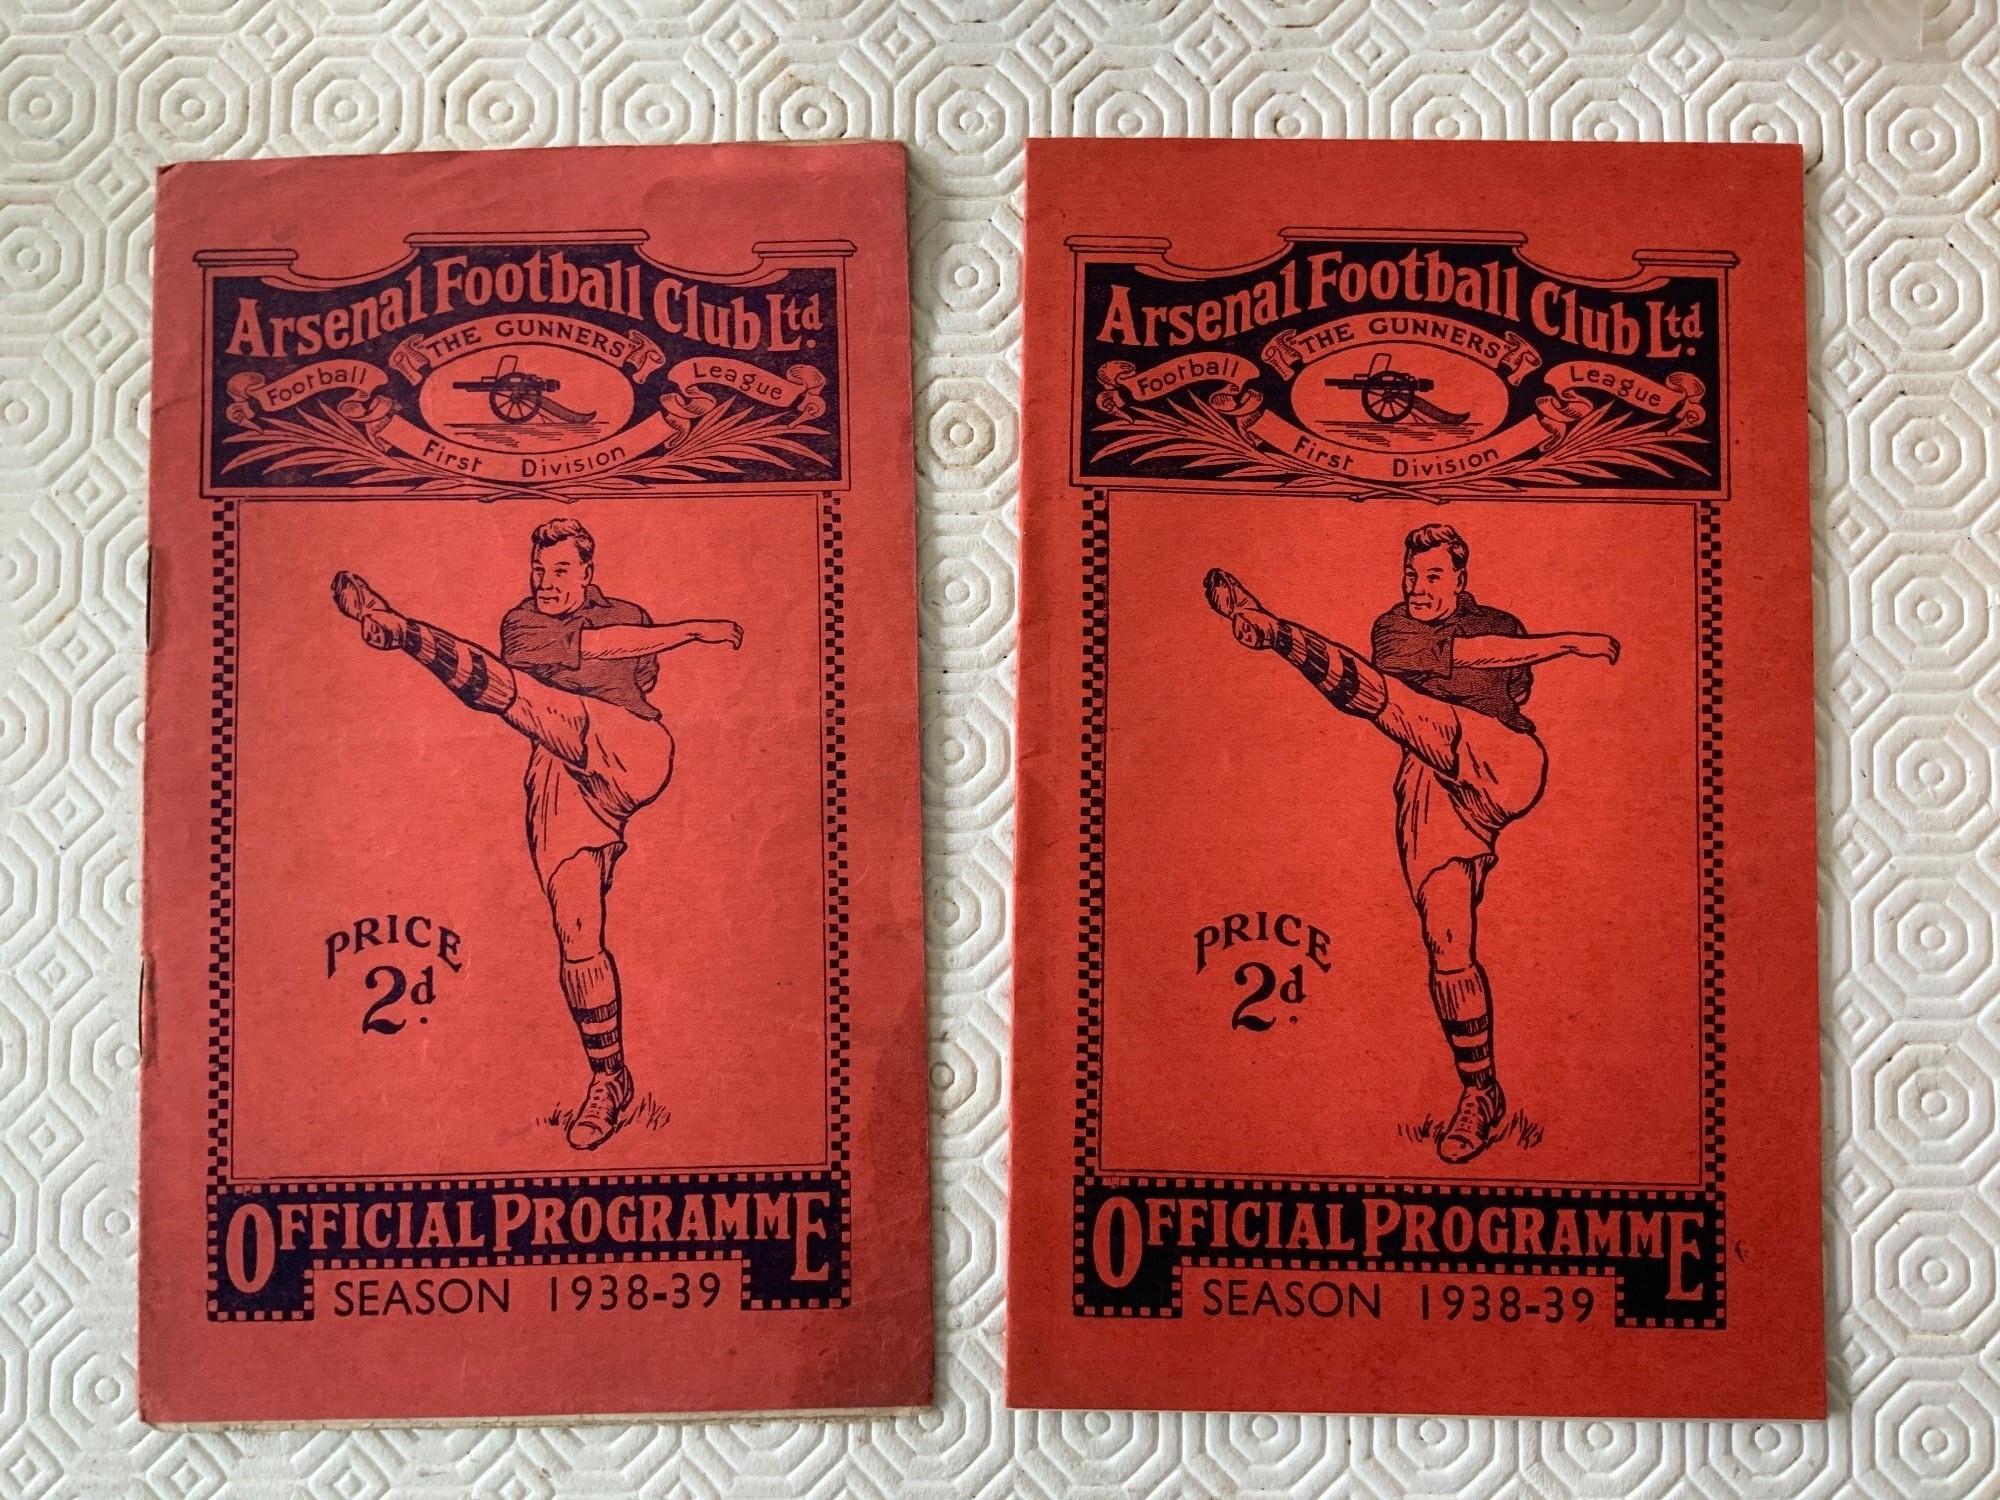 Arsenal Football Club Ltd.
"THE GUNNERS"
Football League
First Division
PRICE
2d.
OFFICIAL PROGRAMME
SEASON 1938-39
Arsenal Football Club Ltd.
"THE GUNNERS"
Football League
First Division
PRICE
2d.
OFFICIAL PROGRAMME
SEASON 1938-39